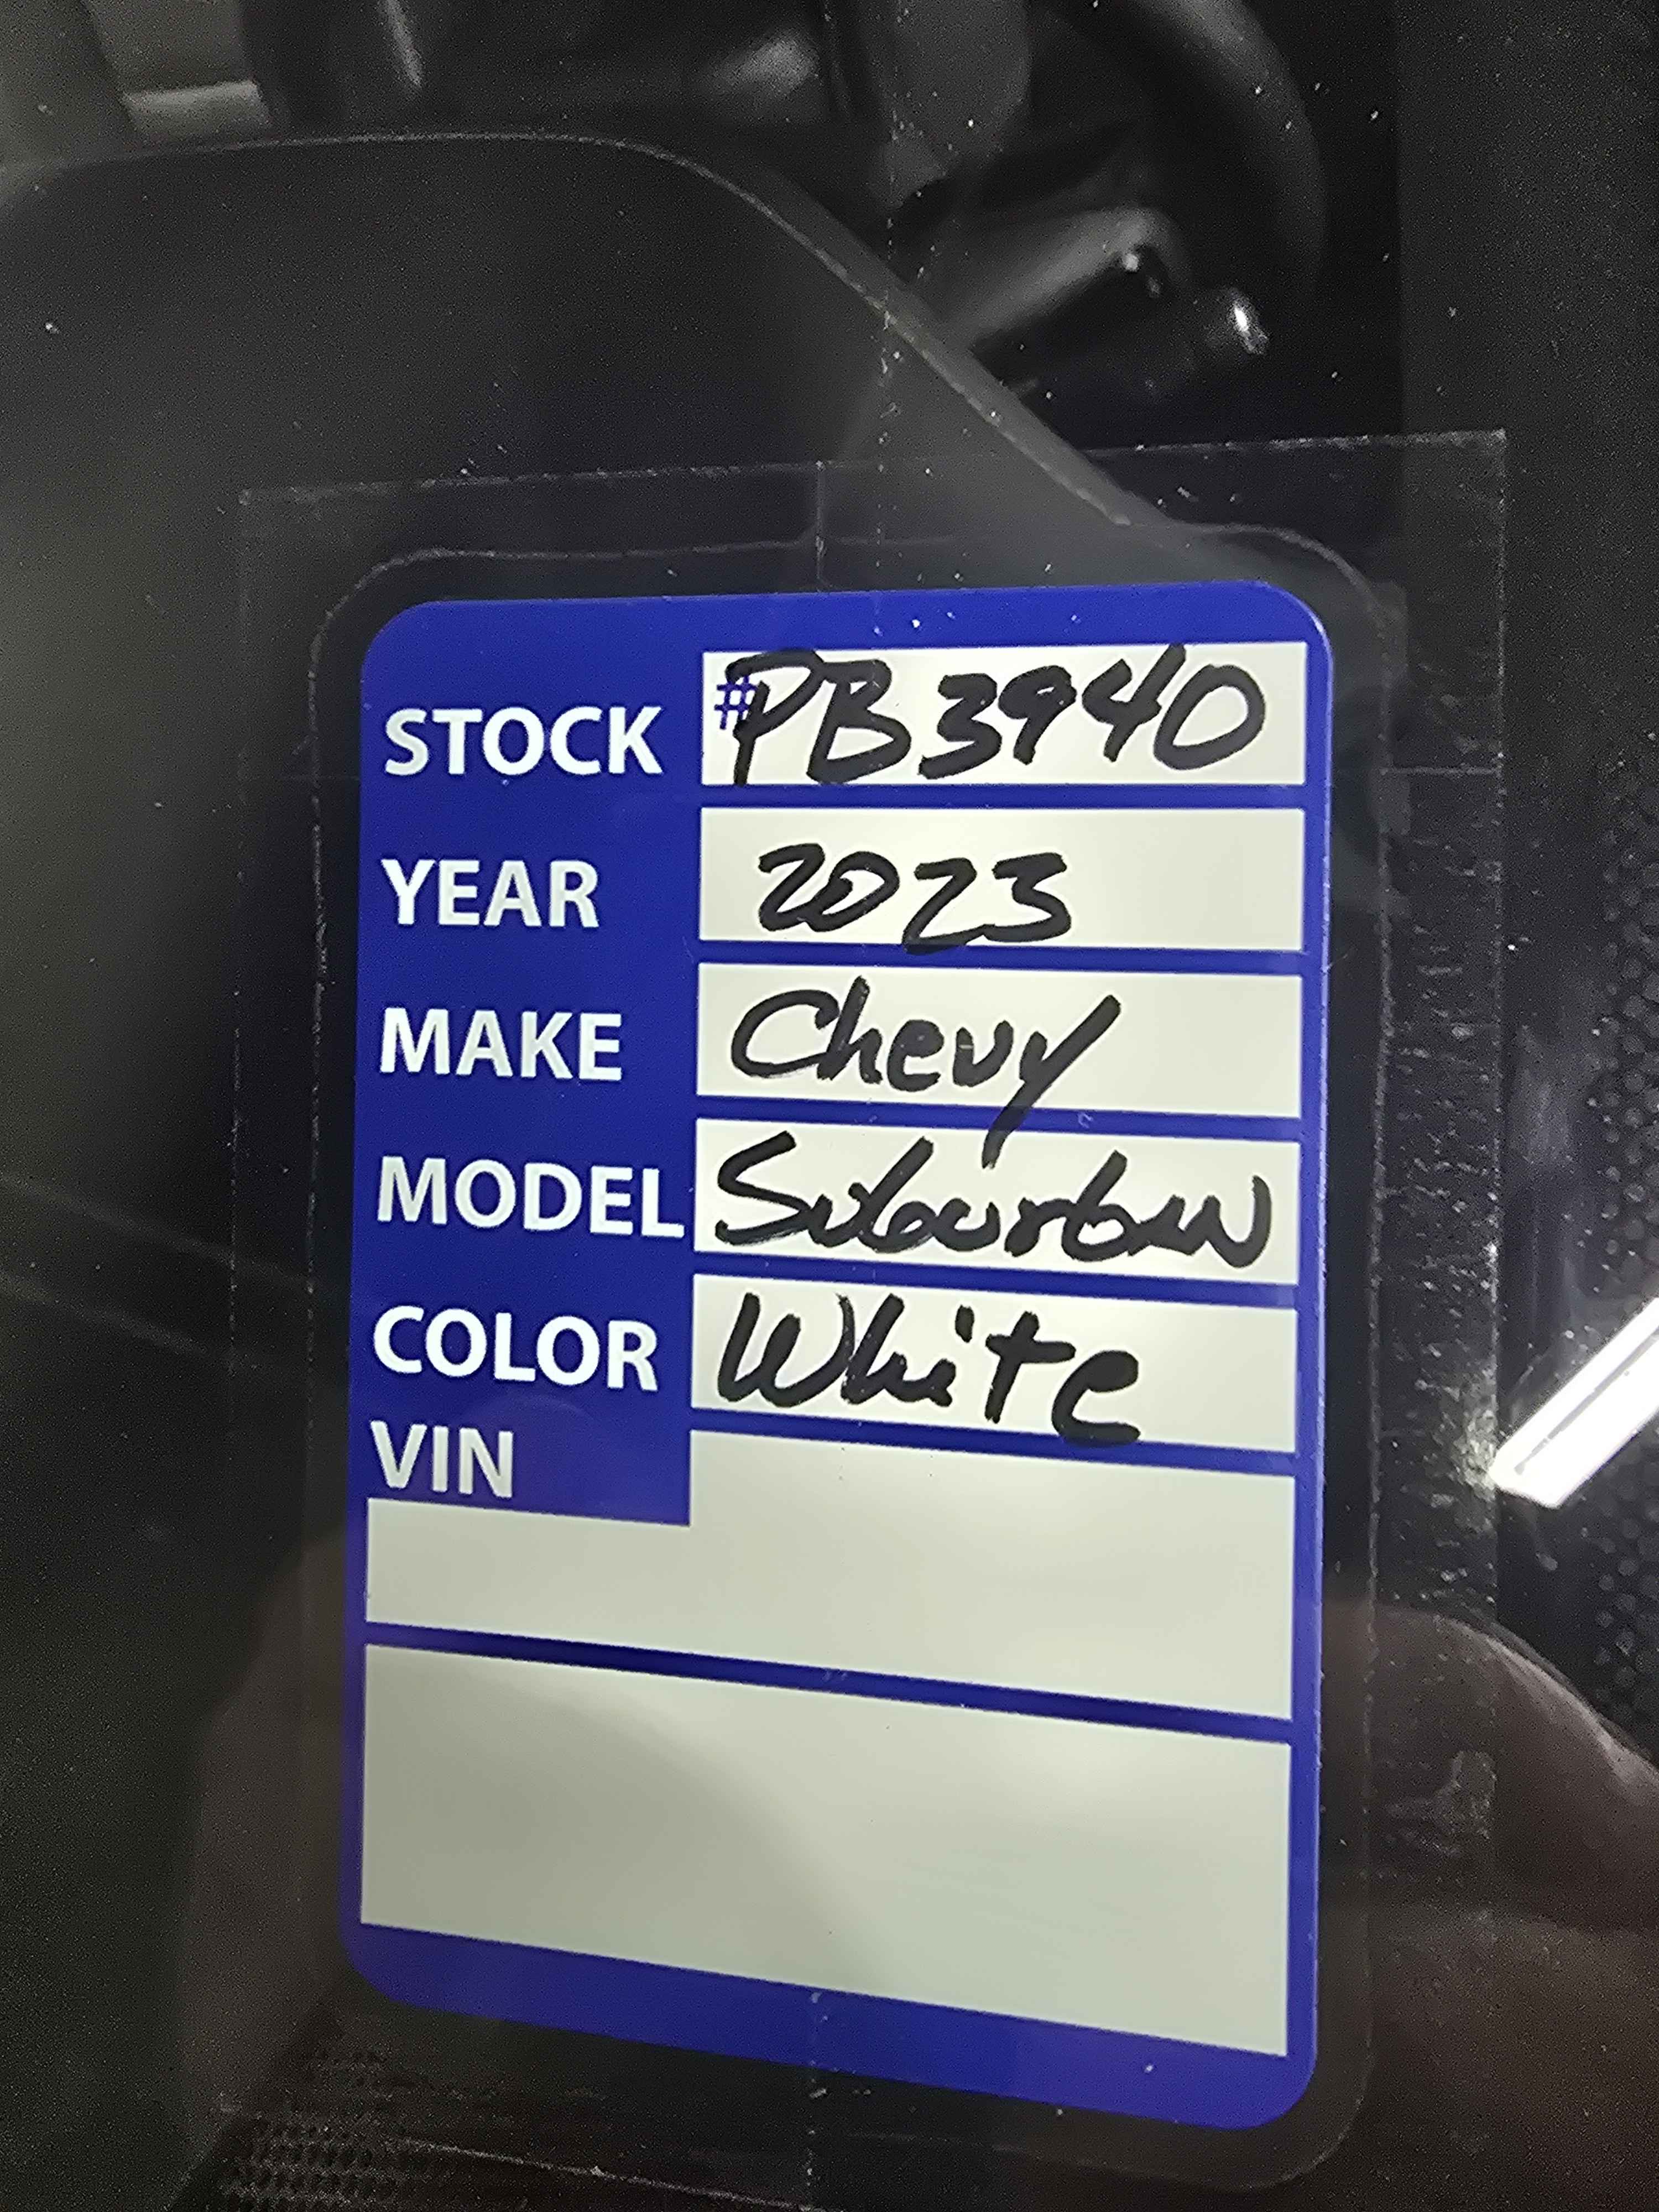 STOCK #PB3940
YEAR 2023
MAKE Chevy
MODEL Suburban
COLOR White
VIN